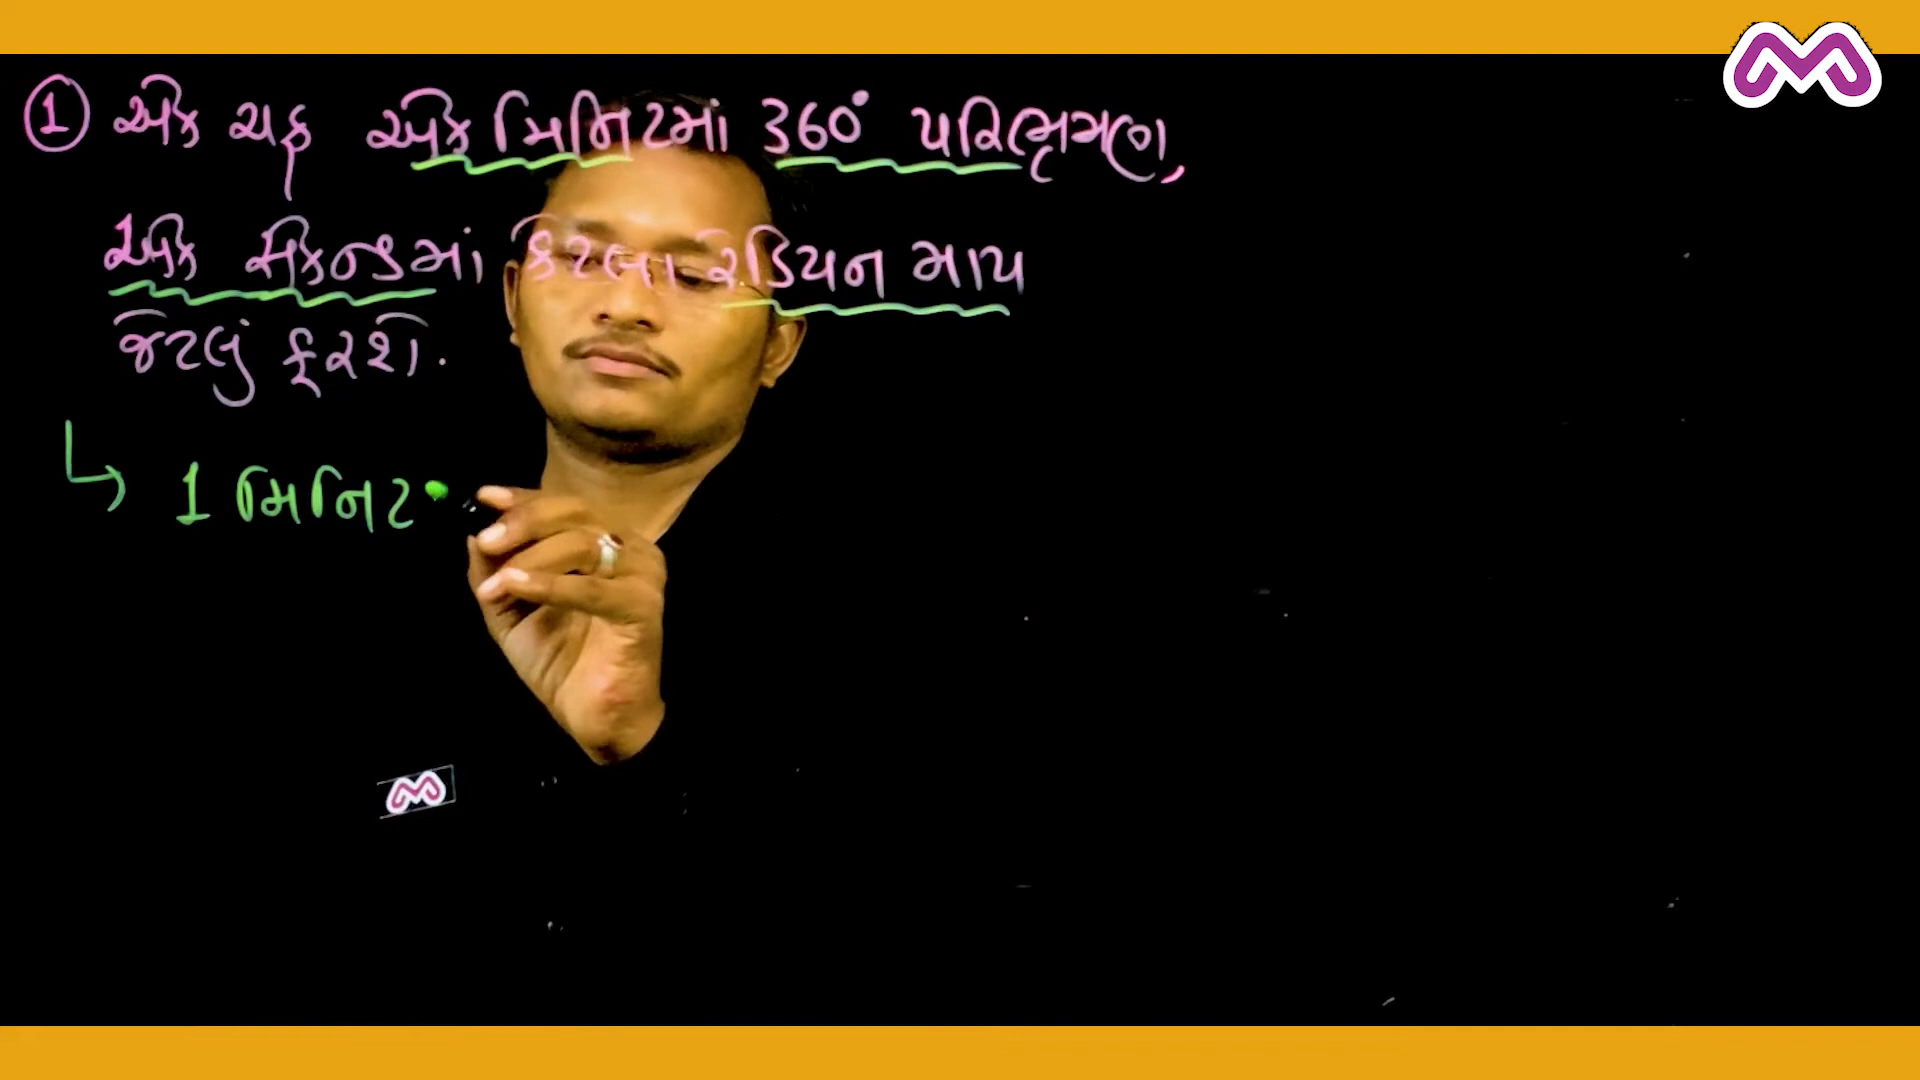 ① એક ચક્ર એક મિનિટમાં 360° પરિભ્રમણ,
એક સેકન્ડમાં કેટલા રેડિયન માપ
જેટલું ફરશે.
↳ 1 મિનિટ